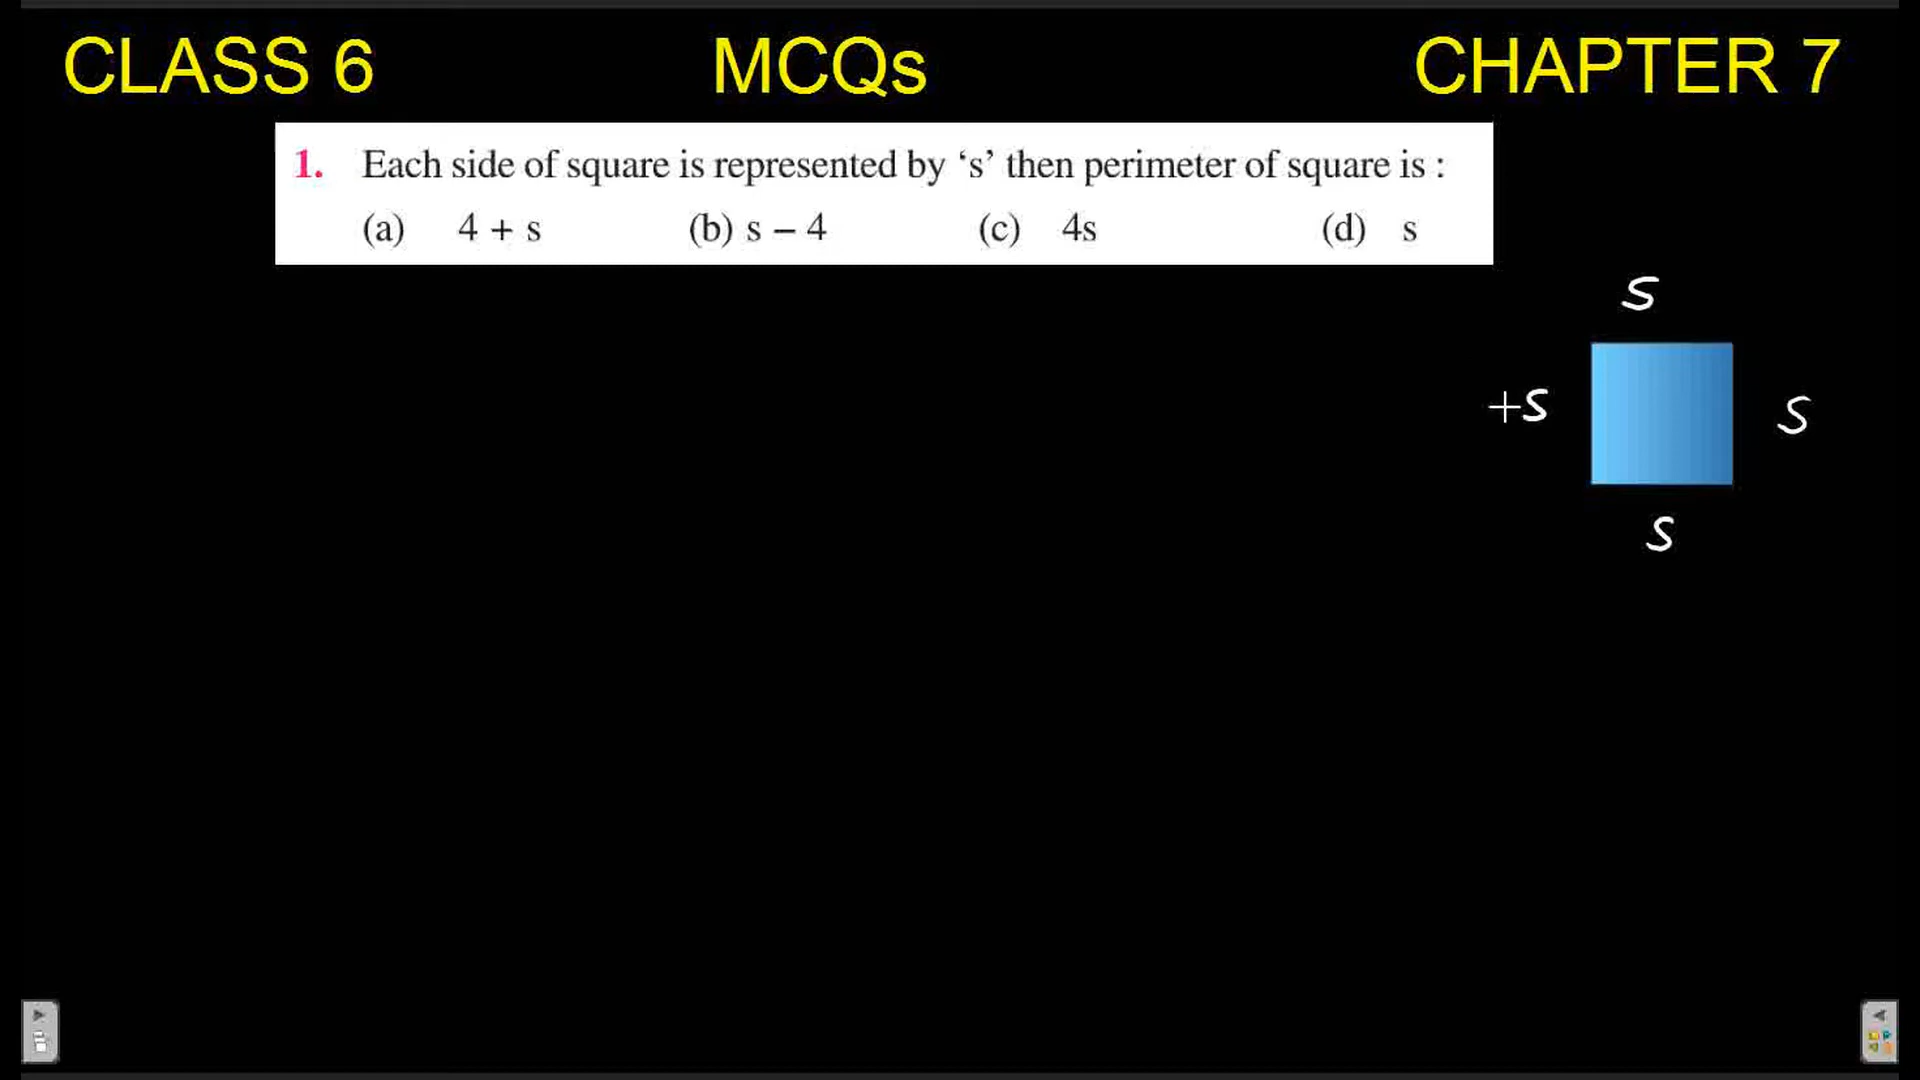 CLASS 6 MCQs CHAPTER 7
1. Each side of square is represented by ‘s’ then perimeter of square is :
(a) 4 + s (b) s – 4 (c) 4s (d) s
s
+s s
s